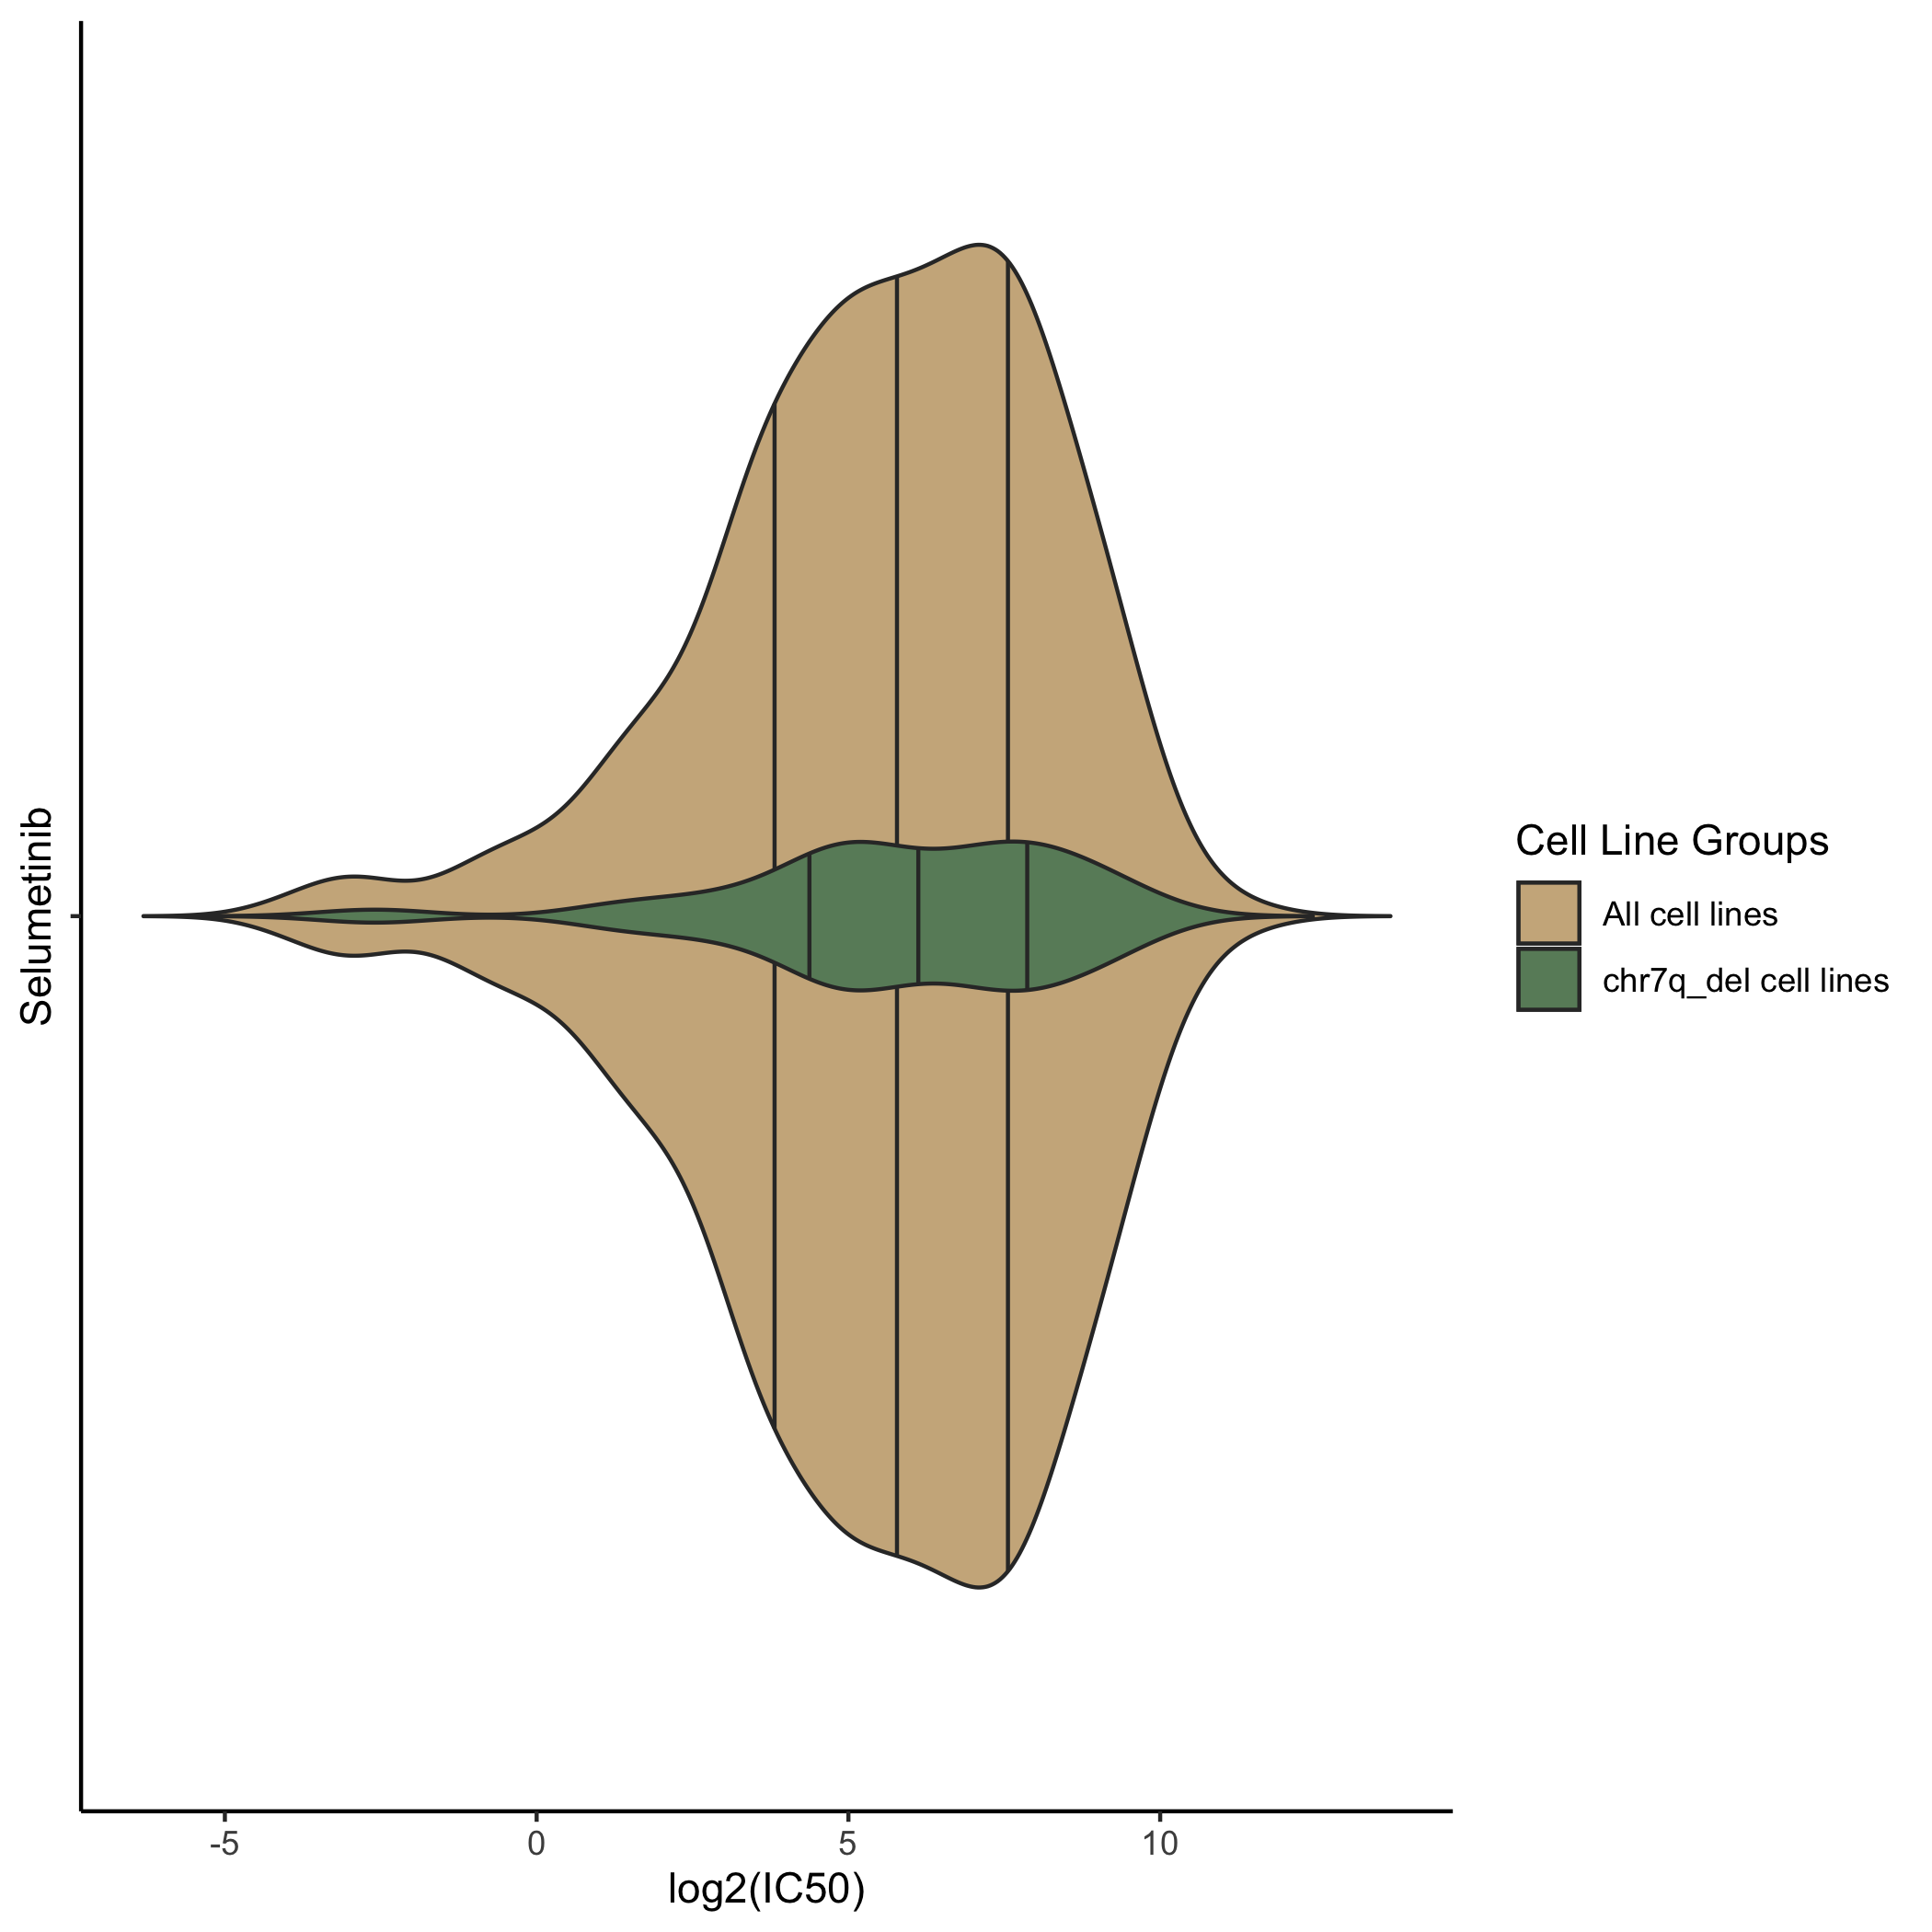 Selumetinib
-5
0
5
10
log2(IC50)
Cell Line Groups
All cell lines
chr7q_del cell lines